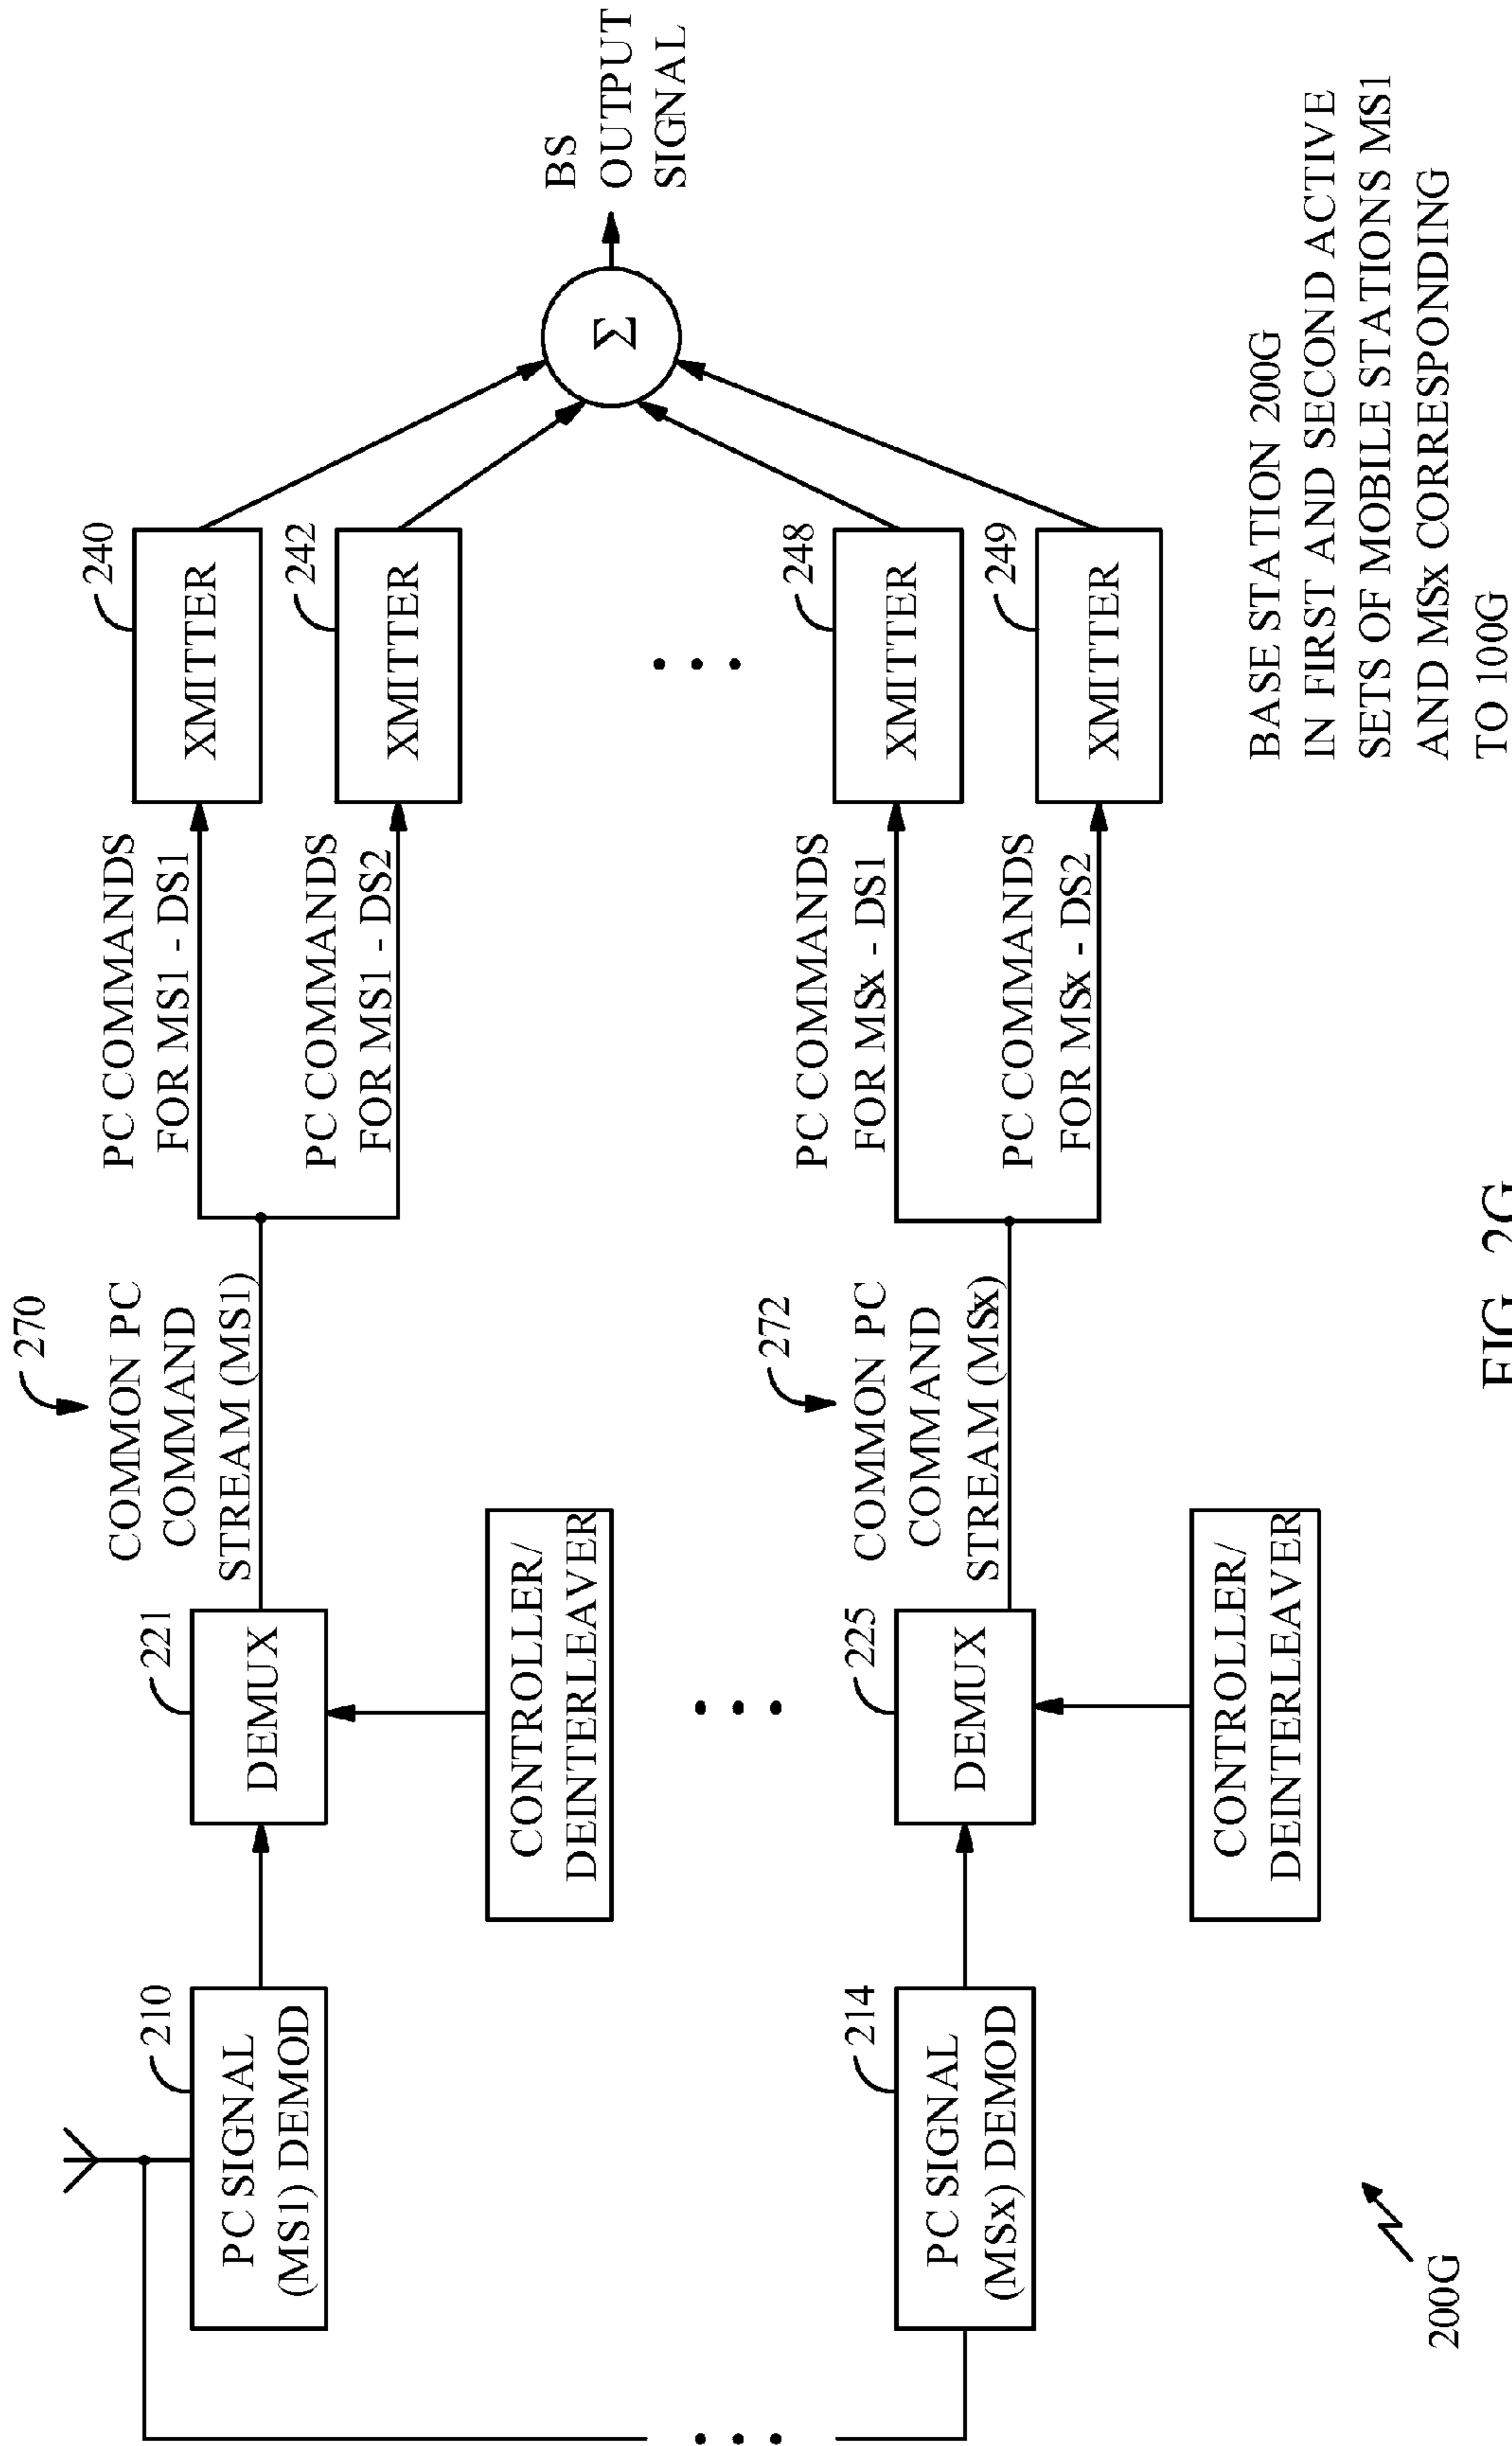 270
COMMON PC
COMMAND
STREAM (MS1)
210
PC SIGNAL
(MS1) DEMOD
221
DEMUX
CONTROLLER/
DEINTERLEAVER
PC COMMANDS
FOR MS1 - DS1
PC COMMANDS
FOR MS1 - DS2
240
XMITTER
242
XMITTER
Σ
BS
OUTPUT
SIGNAL
272
COMMON PC
COMMAND
STREAM (MSx)
214
PC SIGNAL
(MSx) DEMOD
225
DEMUX
CONTROLLER/
DEINTERLEAVER
PC COMMANDS
FOR MSx - DS1
PC COMMANDS
FOR MSx - DS2
248
XMITTER
249
XMITTER
BASE STATION 200G
IN FIRST AND SECOND ACTIVE
SETS OF MOBILE STATIONS MS1
AND MSx CORRESPONDING
TO 100G
200G
FIG. 2G